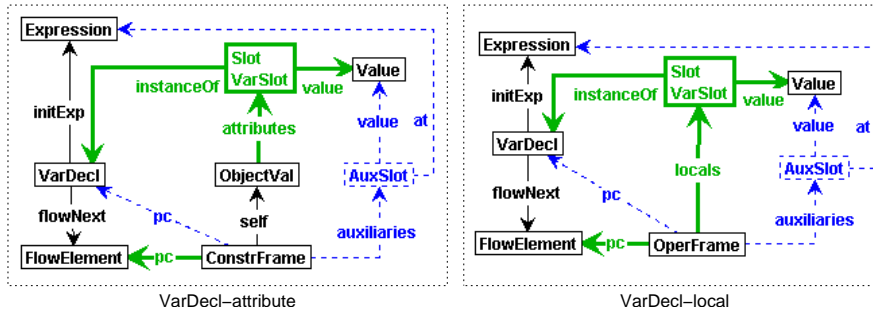 Expression
Slot
VarSlot
Value
instanceOf
value
initExp
attributes
value
at
VarDecl
ObjectVal
AuxSlot
flowNext
pc
self
auxiliaries
FlowElement
pc
ConstrFrame
VarDecl–attribute
Expression
Slot
VarSlot
Value
instanceOf
value
initExp
value
at
VarDecl
locals
AuxSlot
flowNext
pc
auxiliaries
FlowElement
pc
OperFrame
VarDecl–local